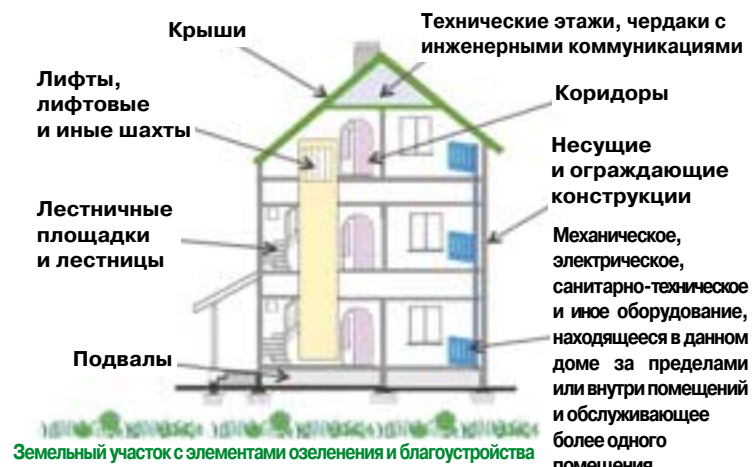 Крыши
Технические этажи, чердаки с
инженерными коммуникациями
Лифты,
лифтовые
и иные шахты
Коридоры
Несущие
и ограждающие
конструкции
Лестничные
площадки
и лестницы
Механическое,
электрическое,
санитарно-техническое
и иное оборудование,
находящееся в данном
доме за пределами
или внутри помещений
и обслуживающее
более одного
помещения
Подвалы
Земельный участок с элементами озеленения и благоустройства